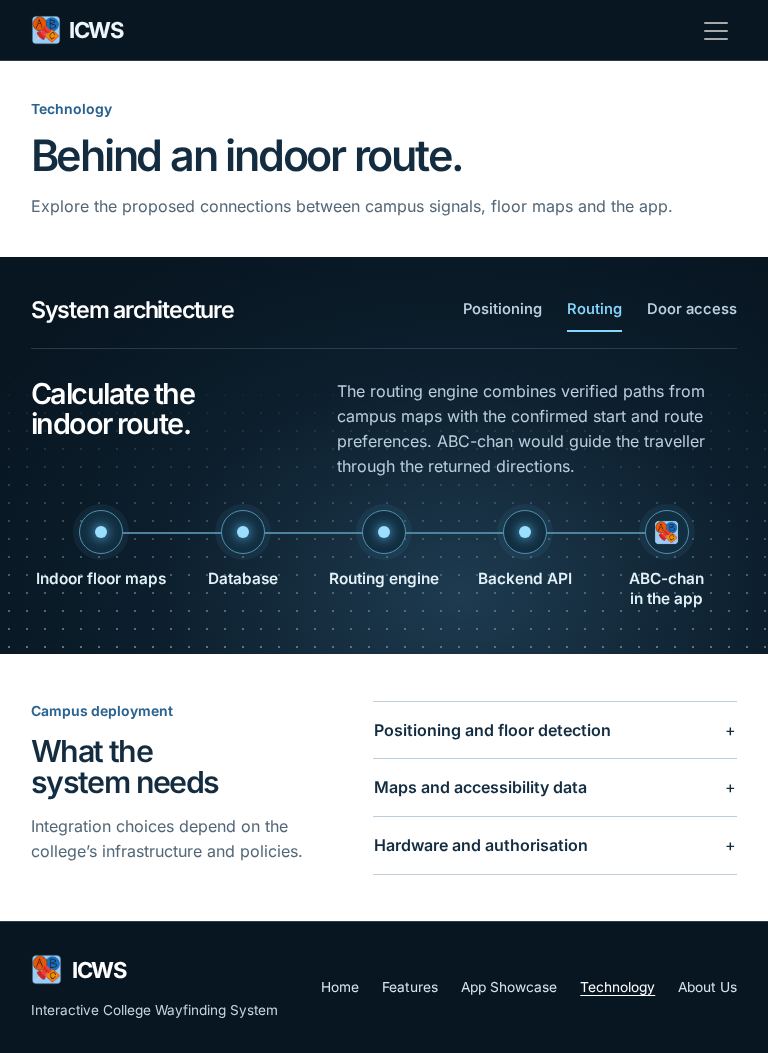 ICWS
Technology
Behind an indoor route.
Explore the proposed connections between campus signals, floor maps and the app.
System architecture
Positioning
Routing
Door access
Calculate the
indoor route.
The routing engine combines verified paths from
campus maps with the confirmed start and route
preferences. ABC-chan would guide the traveller
through the returned directions.
Indoor floor maps
Database
Routing engine
Backend API
ABC-chan
in the app
Campus deployment
What the
system needs
Integration choices depend on the
college’s infrastructure and policies.
Positioning and floor detection +
Maps and accessibility data +
Hardware and authorisation +
ICWS
Interactive College Wayfinding System
Home
Features
App Showcase
Technology
About Us